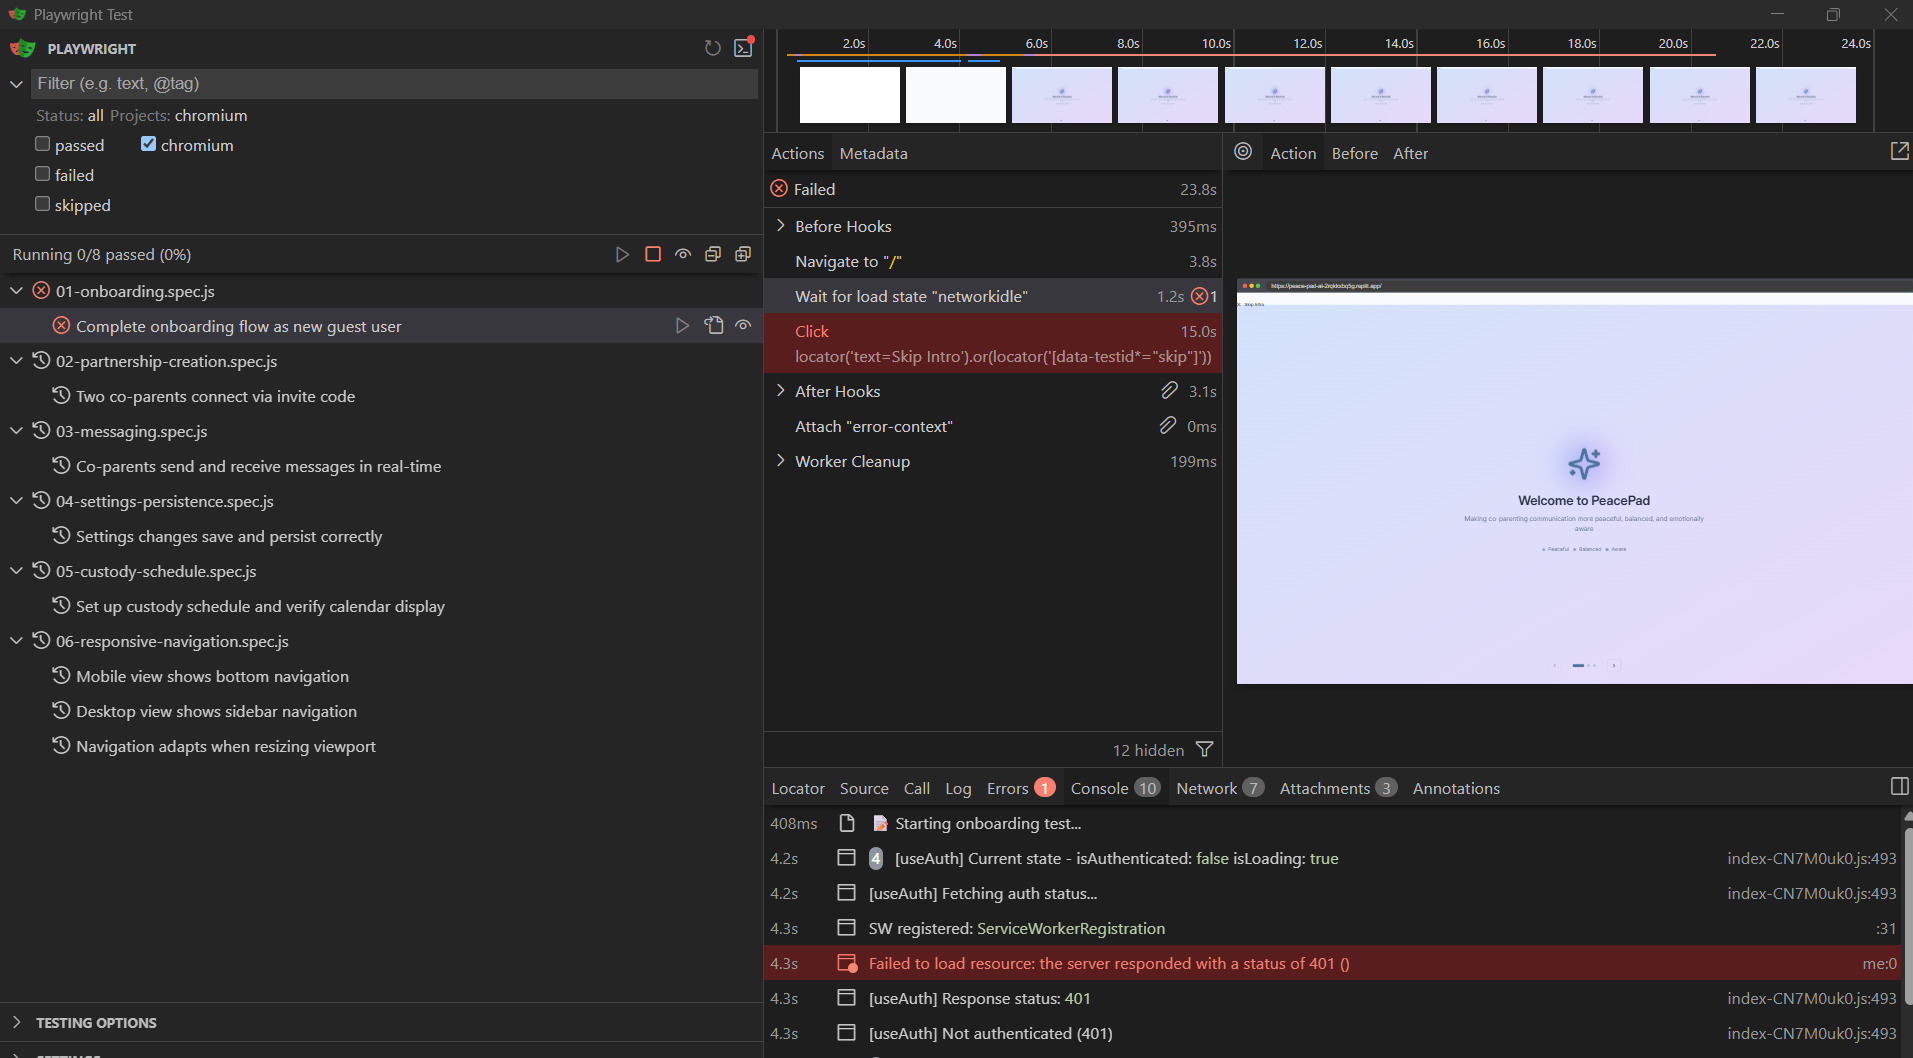 Playwright Test
PLAYWRIGHT
Filter (e.g. text, @tag)
Status: all Projects: chromium
passed
chromium
failed
skipped
Running 0/8 passed (0%)
01-onboarding.spec.js
Complete onboarding flow as new guest user
02-partnership-creation.spec.js
Two co-parents connect via invite code
03-messaging.spec.js
Co-parents send and receive messages in real-time
04-settings-persistence.spec.js
Settings changes save and persist correctly
05-custody-schedule.spec.js
Set up custody schedule and verify calendar display
06-responsive-navigation.spec.js
Mobile view shows bottom navigation
Desktop view shows sidebar navigation
Navigation adapts when resizing viewport
TESTING OPTIONS
SETTINGS
2.0s 4.0s 6.0s 8.0s 10.0s 12.0s 14.0s 16.0s 18.0s 20.0s 22.0s 24.0s
Actions Metadata
Failed 23.8s
Before Hooks 395ms
Navigate to "/" 3.8s
Wait for load state "networkidle" 1.2s 1
Click 15.0s
locator('text=Skip Intro').or(locator('[data-testid*="skip"]'))
After Hooks 3.1s
Attach "error-context" 0ms
Worker Cleanup 199ms
12 hidden
Action Before After
Skip Intro
Welcome to PeacePad
Making co-parenting communication more peaceful, balanced, and emotionally
aware
Peaceful Balanced Aware
Locator Source Call Log Errors 1 Console 10 Network 7 Attachments 3 Annotations
408ms Starting onboarding test...
4.2s 4 [useAuth] Current state - isAuthenticated: false isLoading: true index-CN7M0uk0.js:493
4.2s [useAuth] Fetching auth status... index-CN7M0uk0.js:493
4.3s SW registered: ServiceWorkerRegistration :31
4.3s Failed to load resource: the server responded with a status of 401 () me:0
4.3s [useAuth] Response status: 401 index-CN7M0uk0.js:493
4.3s [useAuth] Not authenticated (401) index-CN7M0uk0.js:493